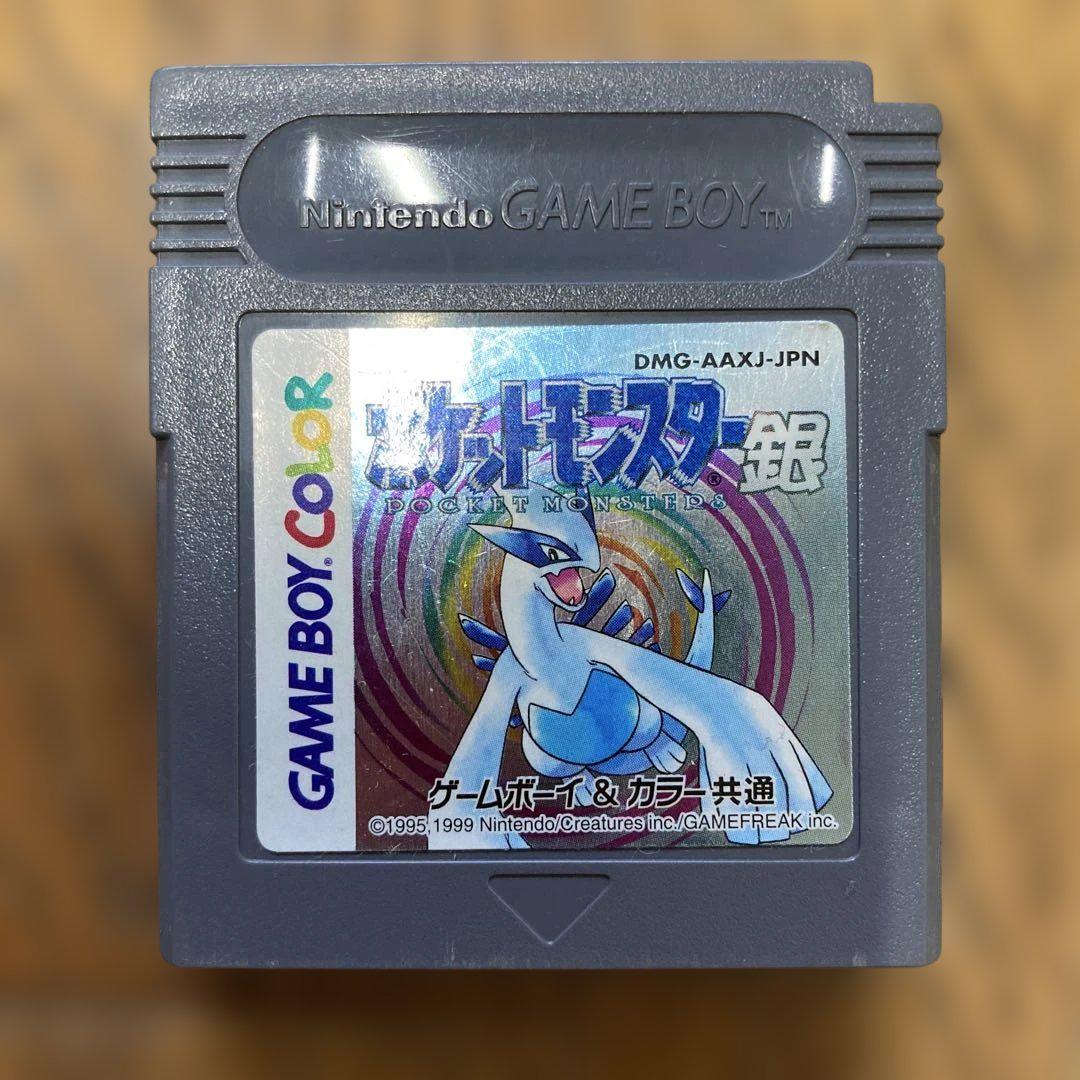 Nintendo GAME BOY™
DMG-AAXJ-JPN
ポケットモンスター銀
®
POCKET MONSTERS
GAME BOY® COLOR
ゲームボーイ & カラー共通
©1995,1999 Nintendo/Creatures inc./GAMEFREAK inc.